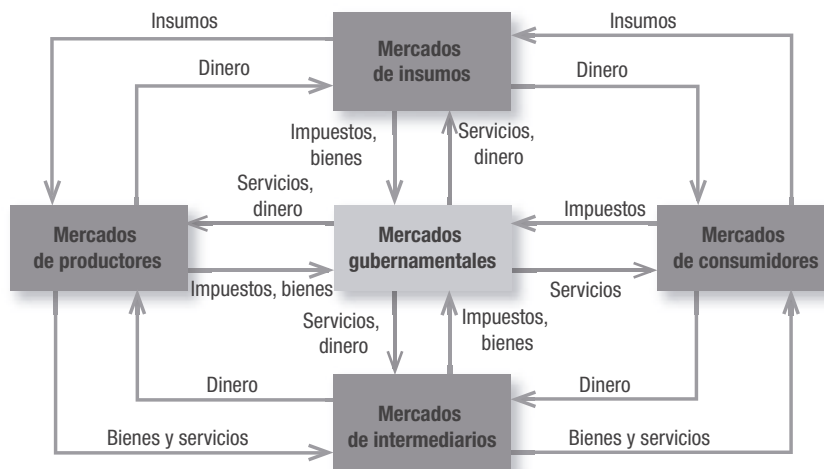 Insumos
Mercados
de insumos
Insumos
Dinero
Dinero
Impuestos,
bienes
Servicios,
dinero
Servicios,
dinero
Impuestos
Mercados
de productores
Mercados
gubernamentales
Mercados
de consumidores
Impuestos, bienes
Servicios
Servicios,
dinero
Impuestos,
bienes
Dinero
Dinero
Mercados
de intermediarios
Bienes y servicios
Bienes y servicios